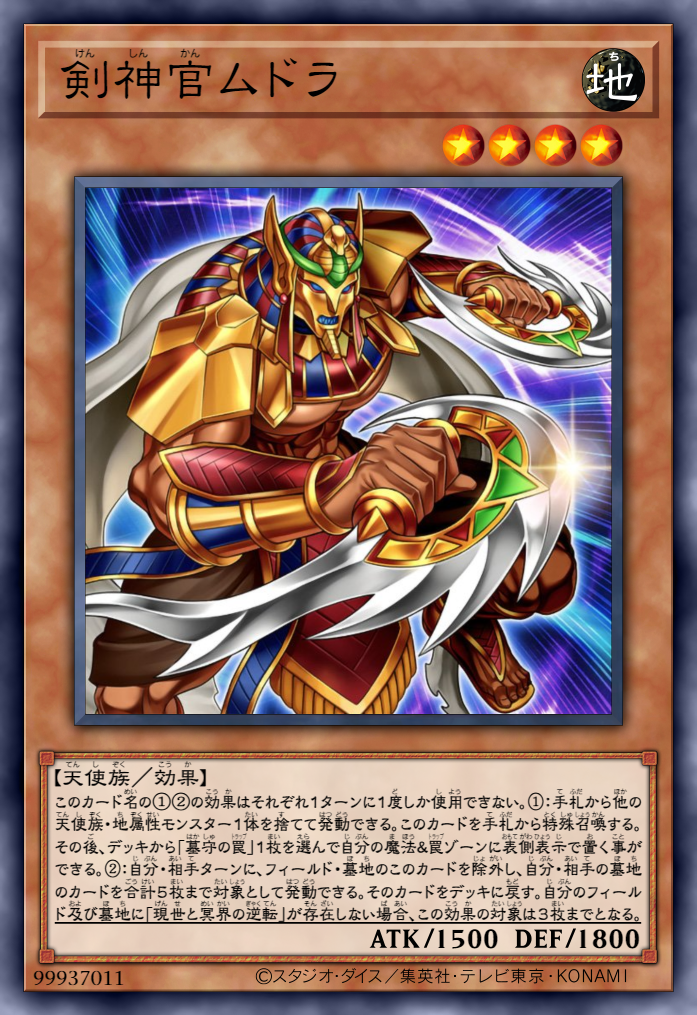 剣神官ムドラ
地
【天使族／効果】
このカード名の①②の効果はそれぞれ1ターンに1度しか使用できない。①：手札から他の
天使族・地属性モンスター1体を捨てて発動できる。このカードを手札から特殊召喚する。
その後、デッキから「墓守の罠」1枚を選んで自分の魔法&罠ゾーンに表側表示で置く事が
できる。②：自分・相手ターンに、フィールド・墓地のこのカードを除外し、自分・相手の墓地
のカードを合計5枚まで対象として発動できる。そのカードをデッキに戻す。自分のフィール
ド及び墓地に「現世と冥界の逆転」が存在しない場合、この効果の対象は3枚までとなる。
ATK/1500 DEF/1800
99937011 ©スタジオ・ダイス／集英社・テレビ東京・KONAMI